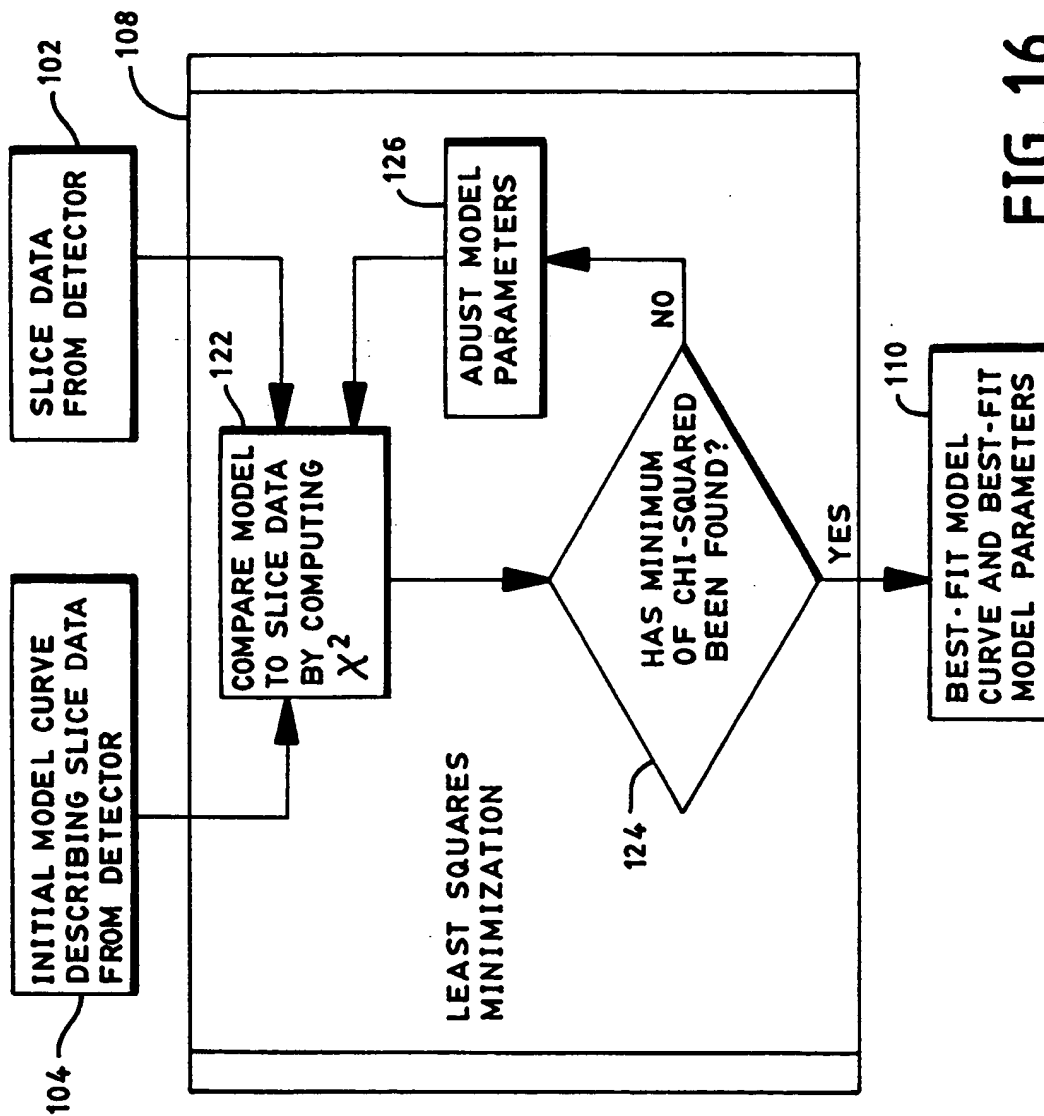 104
INITIAL MODEL CURVE
DESCRIBING SLICE DATA
FROM DETECTOR
SLICE DATA
FROM DETECTOR
102
108
122
COMPARE MODEL
TO SLICE DATA
BY COMPUTING
χ²
126
ADUST MODEL
PARAMETERS
LEAST SQUARES
MINIMIZATION
124
HAS MINIMUM
OF CHI-SQUARED
BEEN FOUND?
NO
YES
110
BEST-FIT MODEL
CURVE AND BEST-FIT
MODEL PARAMETERS
FIG. 16